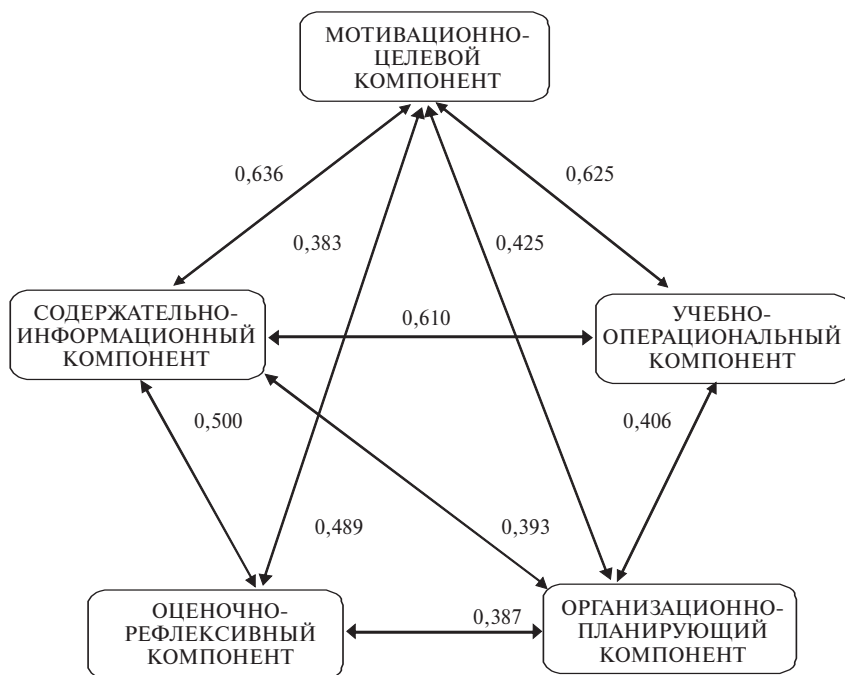 МОТИВАЦИОННО-
ЦЕЛЕВОЙ
КОМПОНЕНТ
0,636
0,625
0,383
0,425
СОДЕРЖАТЕЛЬНО-
ИНФОРМАЦИОННЫЙ
КОМПОНЕНТ
0,610
УЧЕБНО-
ОПЕРАЦИОНАЛЬНЫЙ
КОМПОНЕНТ
0,500
0,406
0,489
0,393
ОЦЕНОЧНО-
РЕФЛЕКСИВНЫЙ
КОМПОНЕНТ
0,387
ОРГАНИЗАЦИОННО-
ПЛАНИРУЮЩИЙ
КОМПОНЕНТ